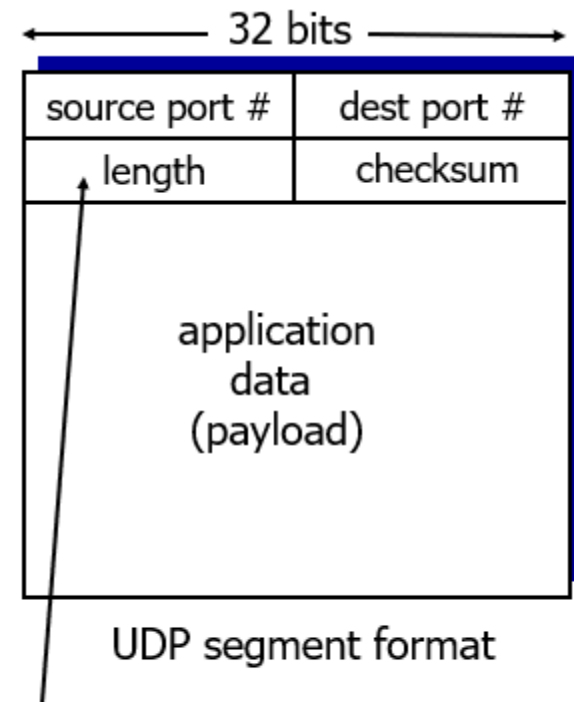 32 bits
source port # dest port #
length checksum
application
data
(payload)
UDP segment format